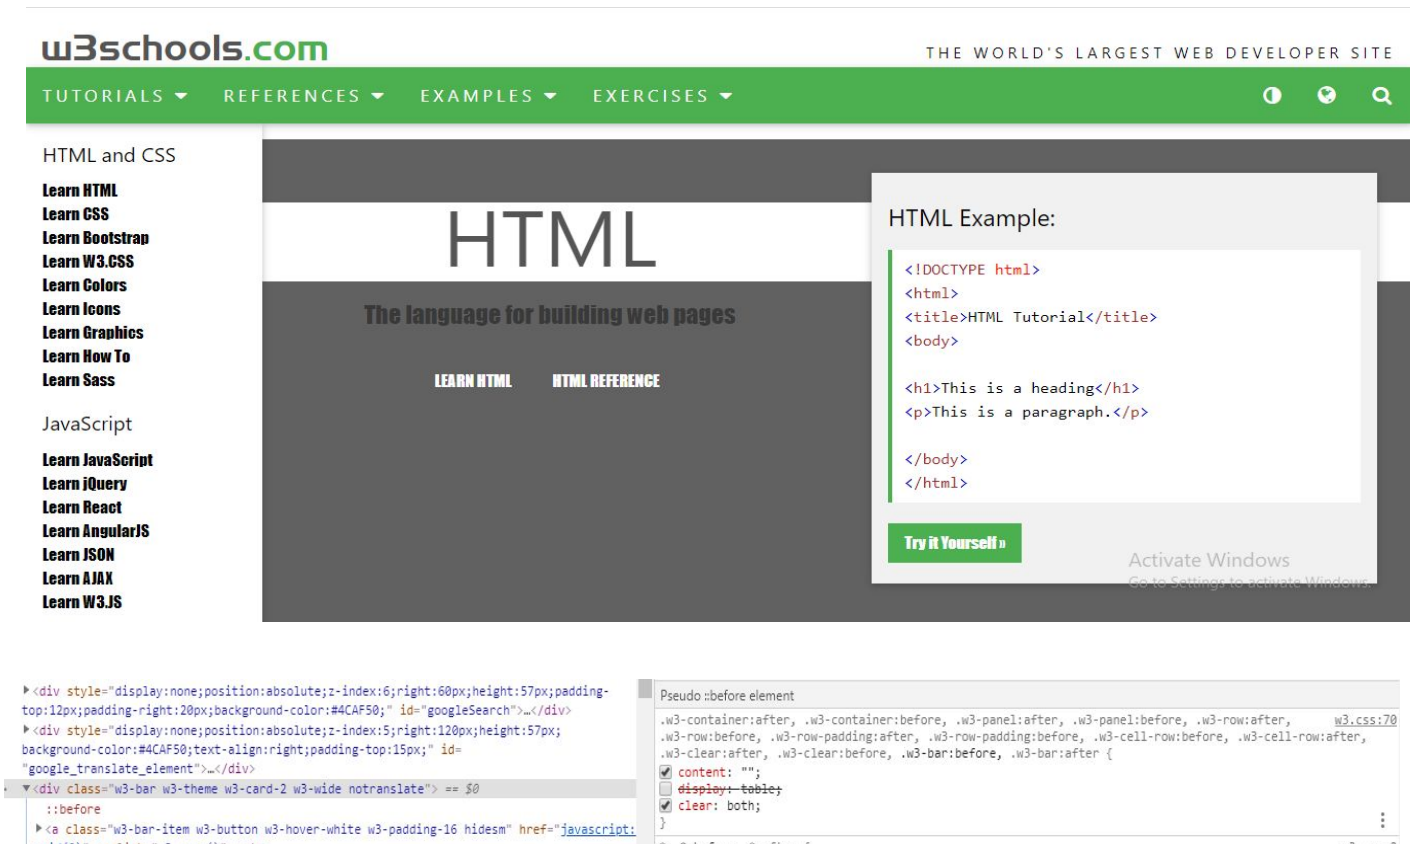 w3schools.com
THE WORLD'S LARGEST WEB DEVELOPER SITE
TUTORIALS REFERENCES EXAMPLES EXERCISES
HTML and CSS
Learn HTML
Learn CSS
Learn Bootstrap
Learn W3.CSS
Learn Colors
Learn Icons
Learn Graphics
Learn How To
Learn Sass
JavaScript
Learn JavaScript
Learn jQuery
Learn React
Learn AngularJS
Learn JSON
Learn AJAX
Learn W3.JS
HTML
The language for building web pages
LEARN HTML HTML REFERENCE
HTML Example:
<!DOCTYPE html>
<html>
<title>HTML Tutorial</title>
<body>
<h1>This is a heading</h1>
<p>This is a paragraph.</p>
</body>
</html>
Try it Yourself »
Activate Windows
Go to Settings to activate Windows.
<div style="display:none;position:absolute;z-index:6;right:60px;height:57px;padding-
top:12px;padding-right:20px;background-color:#4CAF50;" id="googleSearch">…</div>
<div style="display:none;position:absolute;z-index:5;right:120px;height:57px;
background-color:#4CAF50;text-align:right;padding-top:15px;" id=
"google_translate_element">…</div>
<div class="w3-bar w3-theme w3-card-2 w3-wide notranslate"> == $0
::before
<a class="w3-bar-item w3-button w3-hover-white w3-padding-16 hidesm" href="javascript:
Pseudo ::before element
.w3-container:after, .w3-container:before, .w3-panel:after, .w3-panel:before, .w3-row:after, w3.css:70
.w3-row:before, .w3-row-padding:after, .w3-row-padding:before, .w3-cell-row:before, .w3-cell-row:after,
.w3-clear:after, .w3-clear:before, .w3-bar:before, .w3-bar:after {
content: "";
display: table;
clear: both;
}